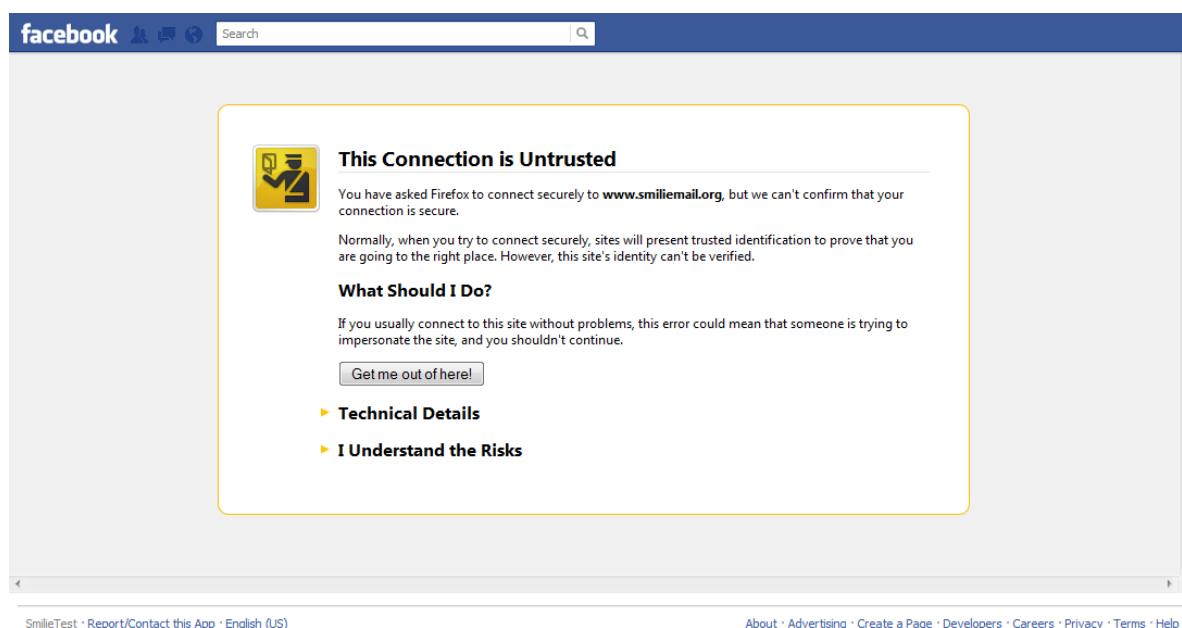 facebook Search
This Connection is Untrusted
You have asked Firefox to connect securely to www.smiliemail.org, but we can't confirm that your
connection is secure.
Normally, when you try to connect securely, sites will present trusted identification to prove that you
are going to the right place. However, this site's identity can't be verified.
What Should I Do?
If you usually connect to this site without problems, this error could mean that someone is trying to
impersonate the site, and you shouldn't continue.
Get me out of here!
Technical Details
I Understand the Risks
SmilieTest · Report/Contact this App · English (US) About · Advertising · Create a Page · Developers · Careers · Privacy · Terms · Help